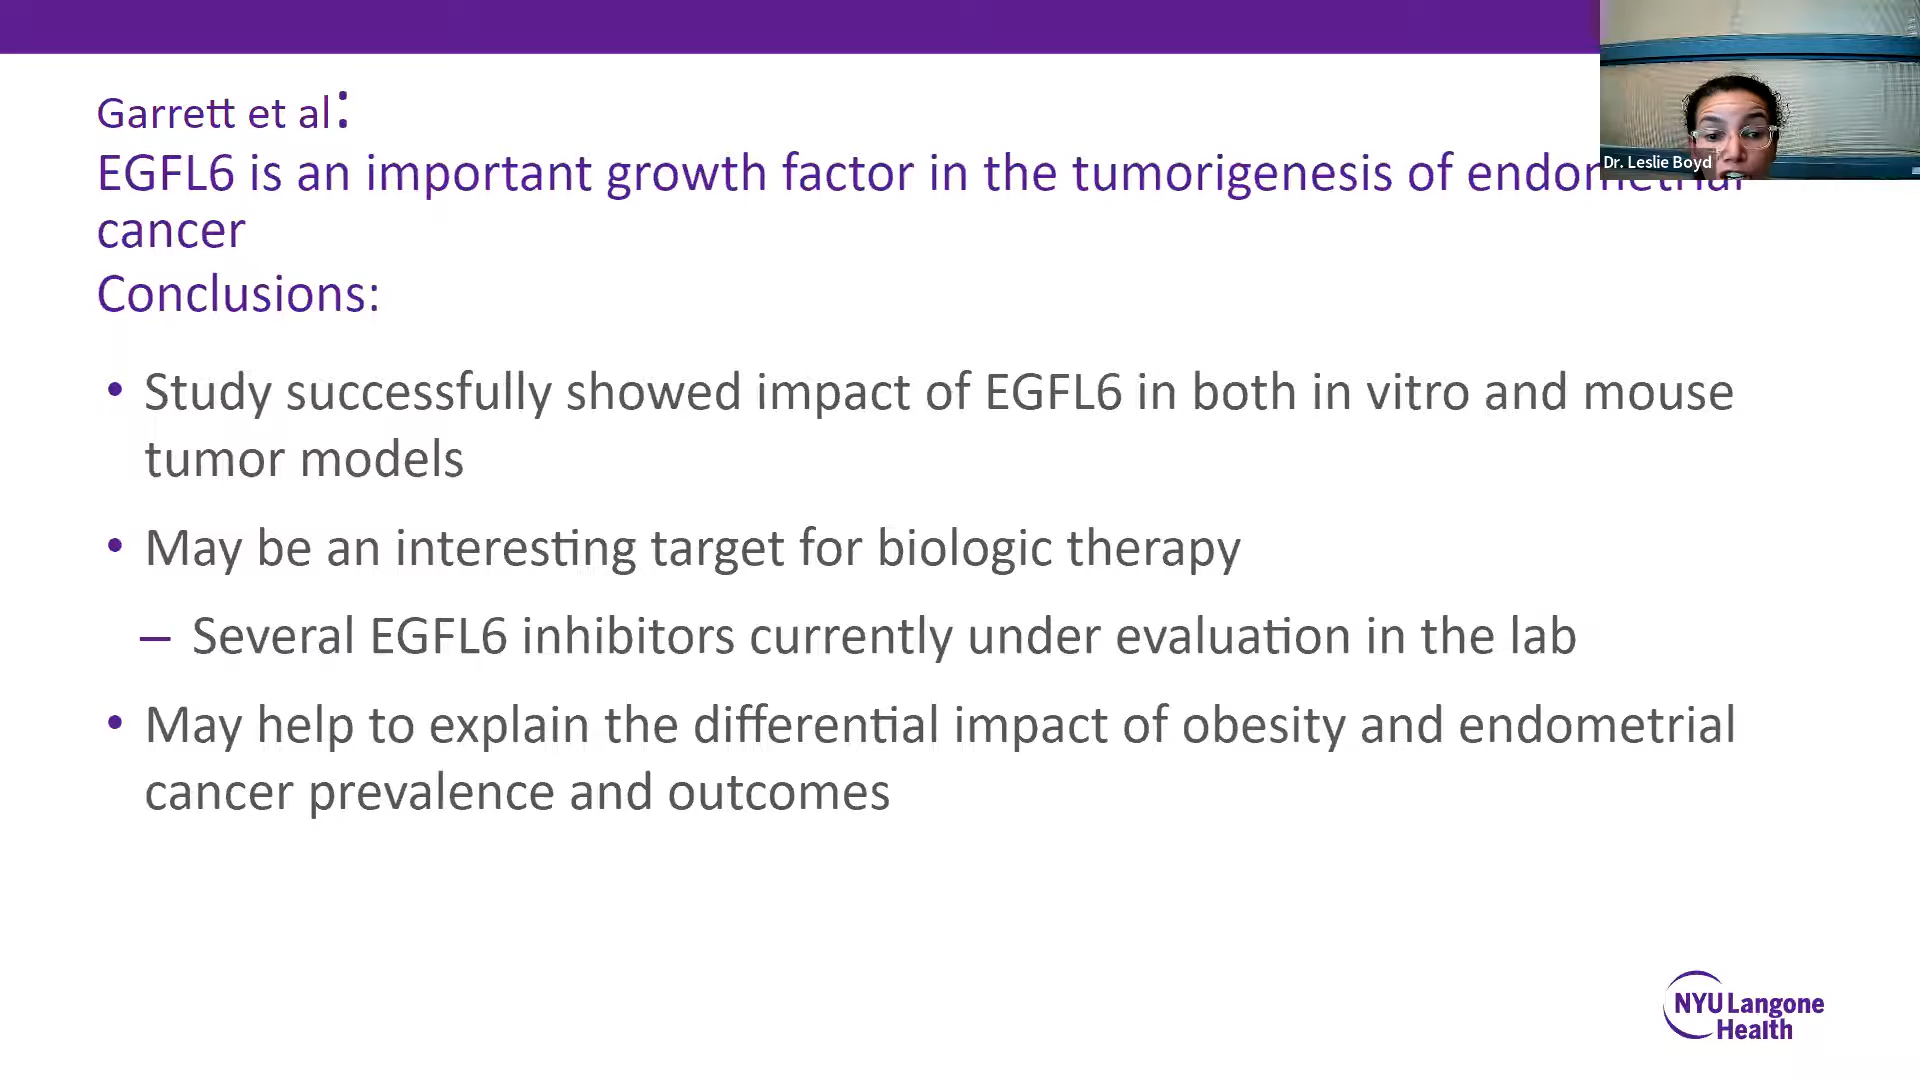 Garrett et al:
EGFL6 is an important growth factor in the tumorigenesis of endometrial
cancer
Conclusions:
• Study successfully showed impact of EGFL6 in both in vitro and mouse
tumor models
• May be an interesting target for biologic therapy
– Several EGFL6 inhibitors currently under evaluation in the lab
• May help to explain the differential impact of obesity and endometrial
cancer prevalence and outcomes
Dr. Leslie Boyd
NYU Langone
Health